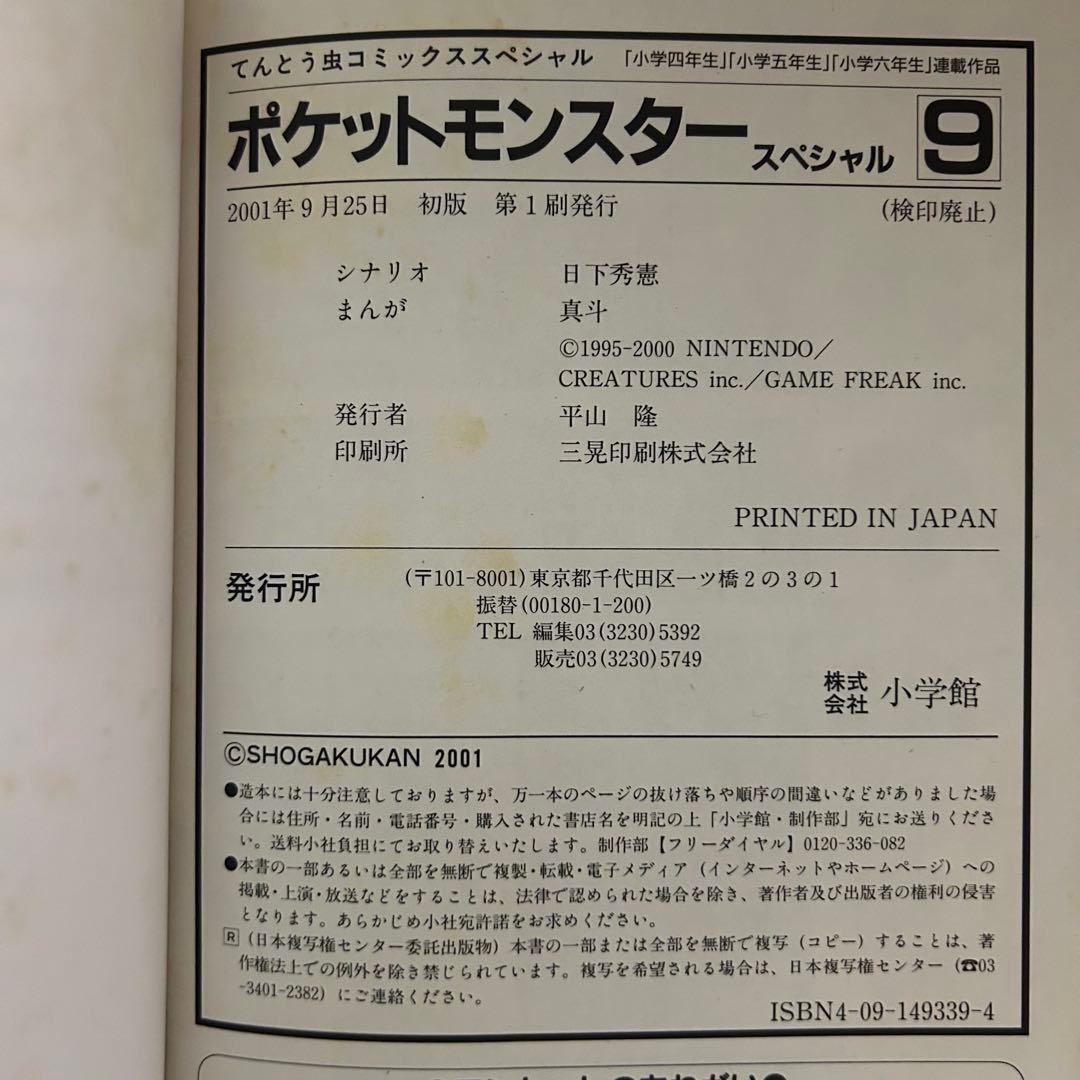 てんとう虫コミックススペシャル 「小学四年生」「小学五年生」「小学六年生」連載作品
ポケットモンスター スペシャル 9
2001年9月25日 初版 第1刷発行 (検印廃止)
シナリオ 日下秀憲
まんが 真斗
©1995-2000 NINTENDO／
CREATURES inc.／GAME FREAK inc.
発行者 平山 隆
印刷所 三晃印刷株式会社
PRINTED IN JAPAN
発行所 (〒101-8001)東京都千代田区一ツ橋2の3の1
振替(00180-1-200)
TEL 編集03(3230)5392
販売03(3230)5749
株式会社 小学館
©SHOGAKUKAN 2001
●造本には十分注意しておりますが、万一本のページの抜け落ちや順序の間違いなどがありました場
合には住所・名前・電話番号・購入された書店名を明記の上「小学館・制作部」宛にお送りくださ
い。送料小社負担にてお取り替えいたします。制作部【フリーダイヤル】0120-336-082
●本書の一部あるいは全部を無断で複製・転載・電子メディア（インターネットやホームページ）への
掲載・上演・放送などをすることは、法律で認められた場合を除き、著作者及び出版者の権利の侵害
となります。あらかじめ小社宛許諾をお求めください。
R（日本複写権センター委託出版物）本書の一部または全部を無断で複写（コピー）することは、著
作権法上での例外を除き禁じられています。複写を希望される場合は、日本複写権センター（☎03
-3401-2382）にご連絡ください。
ISBN4-09-149339-4